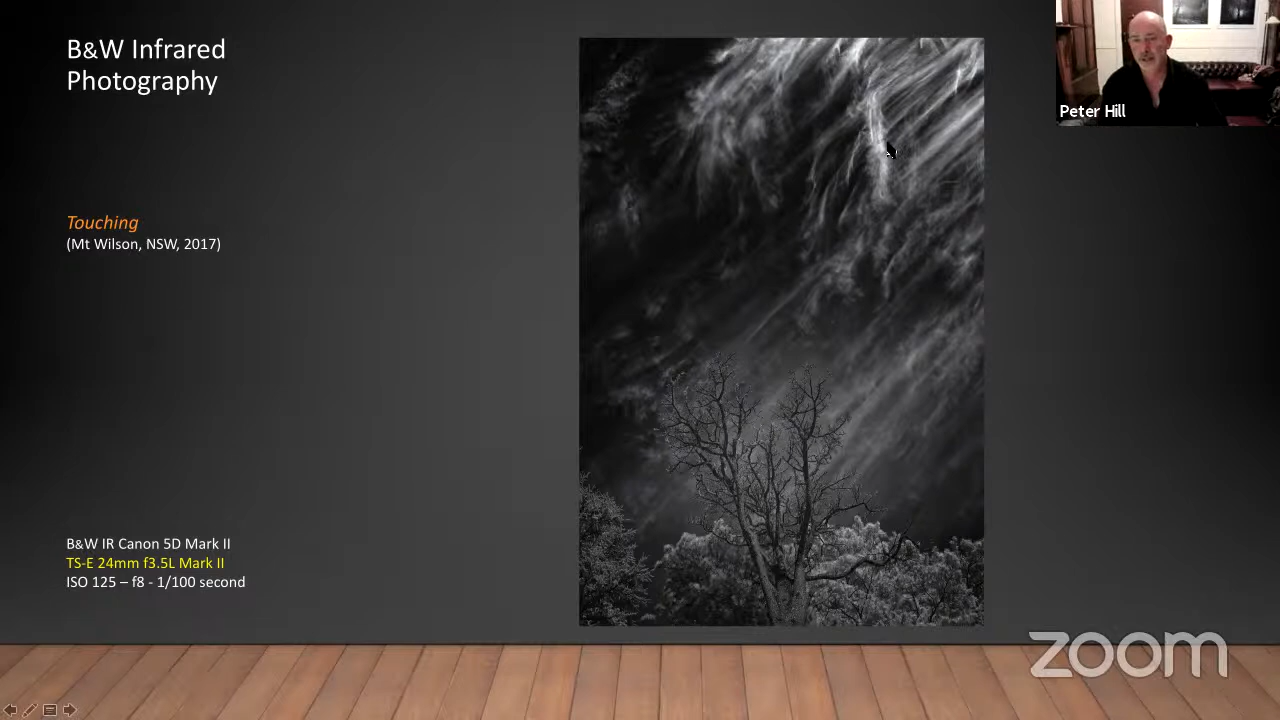 B&W Infrared
Photography
Peter Hill
Touching
(Mt Wilson, NSW, 2017)
B&W IR Canon 5D Mark II
TS-E 24mm f3.5L Mark II
ISO 125 – f8 - 1/100 second
zoom